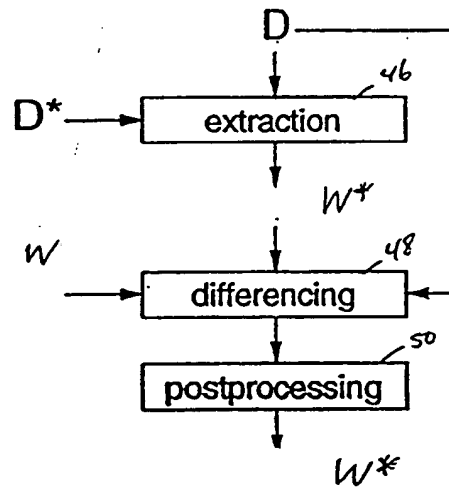 D
46
D* extraction
W*
W 48
differencing
50
postprocessing
W*